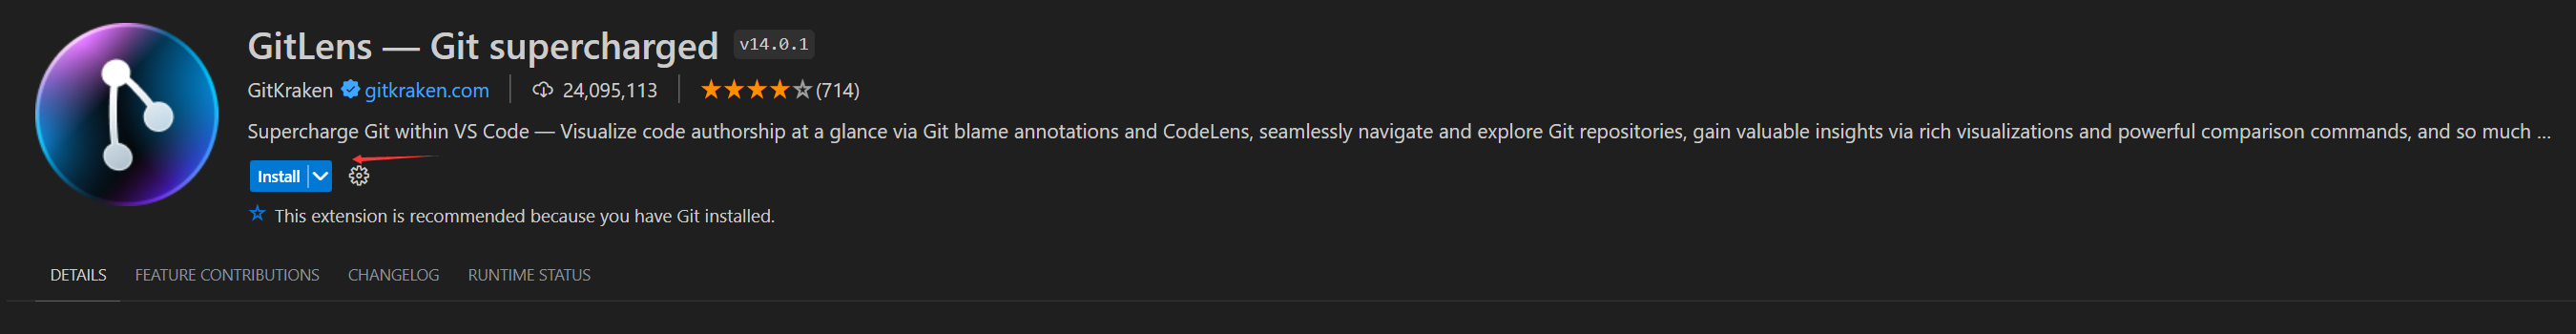 GitLens — Git supercharged v14.0.1
GitKraken gitkraken.com 24,095,113 (714)
Supercharge Git within VS Code — Visualize code authorship at a glance via Git blame annotations and CodeLens, seamlessly navigate and explore Git repositories, gain valuable insights via rich visualizations and powerful comparison commands, and so much ...
Install
This extension is recommended because you have Git installed.
DETAILS FEATURE CONTRIBUTIONS CHANGELOG RUNTIME STATUS